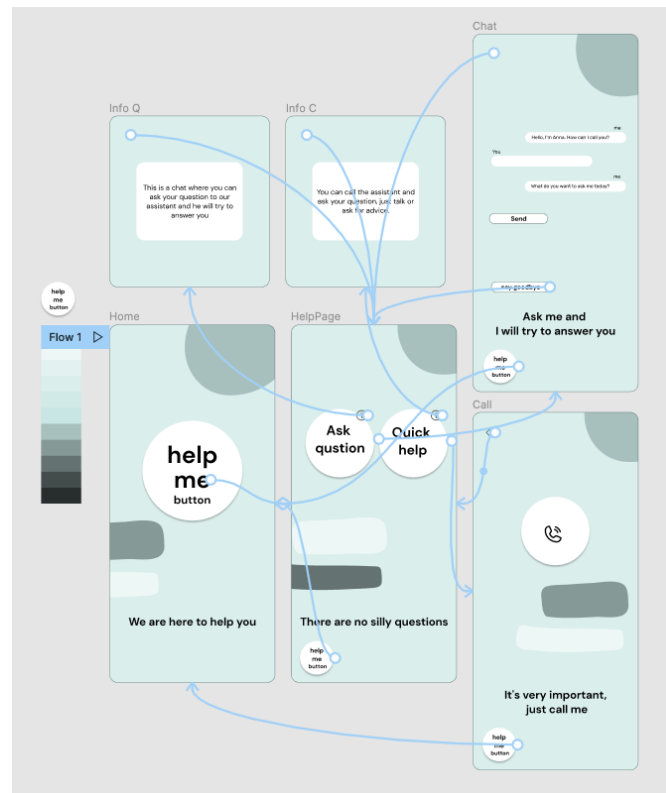 Chat
Info Q
Info C
me
Hello, I'm Anna. How can I call you?
You
me
What do you want to ask me today?
Send
say goodbye
Ask me and
I will try to answer you
help
me
button
This is a chat where you can
ask your question to our
assistant and he will try to
answer you
You can call the assistant and
ask your question, just talk or
ask for advice.
help
me
button
Flow 1
Home
help
me
button
We are here to help you
HelpPage
Ask
qustion
Quick
help
There are no silly questions
help
me
button
Call
It's very important,
just call me
help
me
button